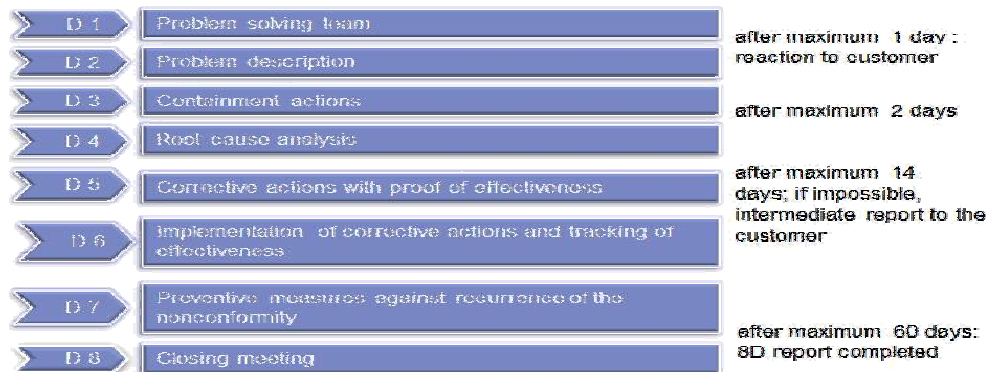 D 1
Problem solving team
after maximum 1 day :
reaction to customer
D 2
Problem description
D 3
Containment actions
after maximum 2 days
D 4
Root cause analysis
D 5
Corrective actions with proof of effectiveness
after maximum 14
days; if impossible,
intermediate report to the
customer
D 6
Implementation of corrective actions and tracking of
effectiveness
D 7
Preventive measures against recurrence of the
nonconformity
D 8
Closing meeting
after maximum 60 days:
8D report completed